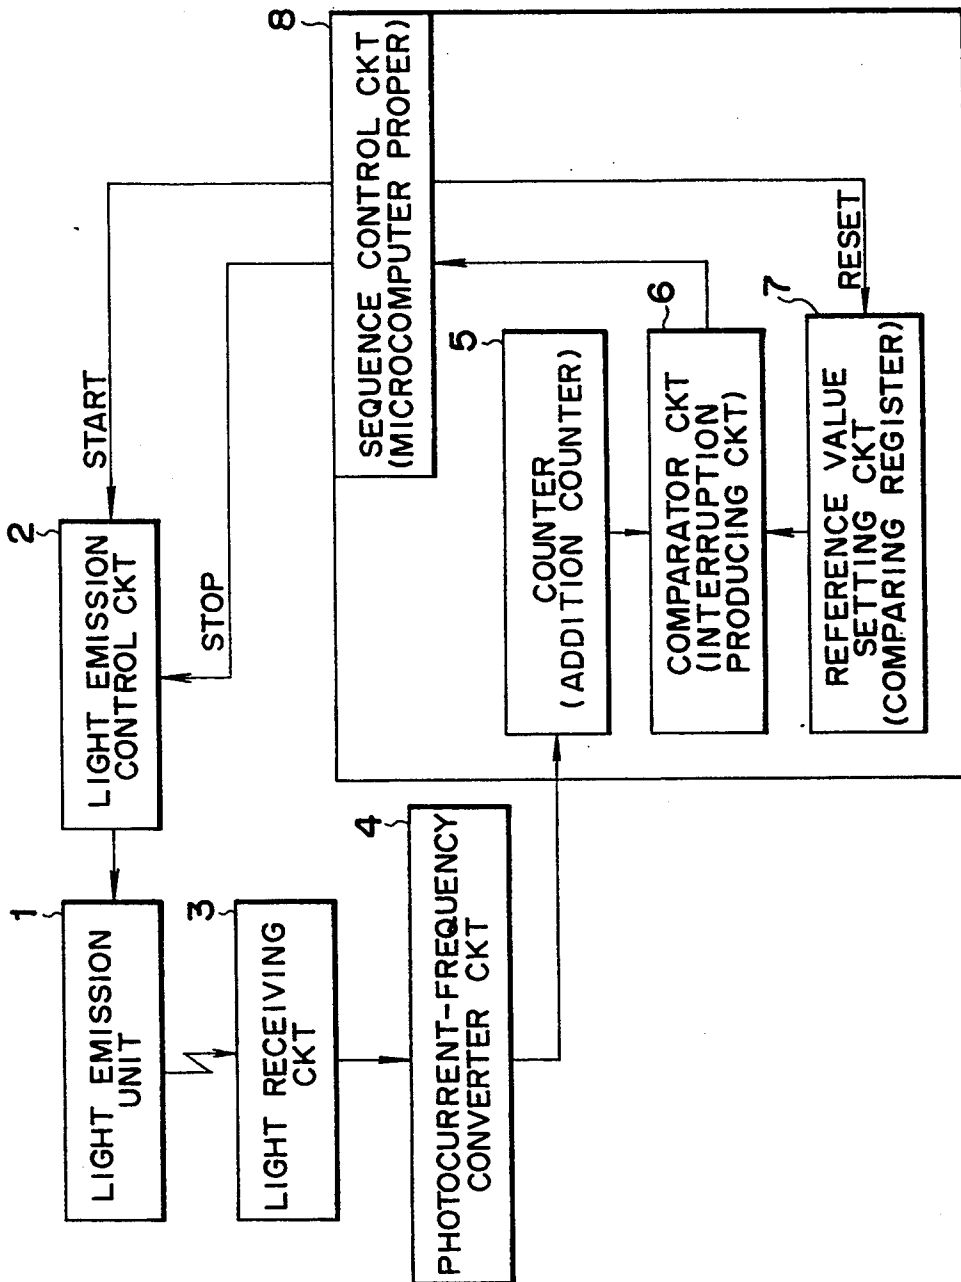 1
LIGHT EMISSION
UNIT
2
LIGHT EMISSION
CONTROL CKT
START
STOP
3
LIGHT RECEIVING
CKT
4
PHOTOCURRENT-FREQUENCY
CONVERTER CKT
8
SEQUENCE CONTROL CKT
(MICROCOMPUTER PROPER)
5
COUNTER
(ADDITION COUNTER)
6
COMPARATOR CKT
(INTERRUPTION
PRODUCING CKT)
RESET
7
REFERENCE VALUE
SETTING CKT
(COMPARING REGISTER)